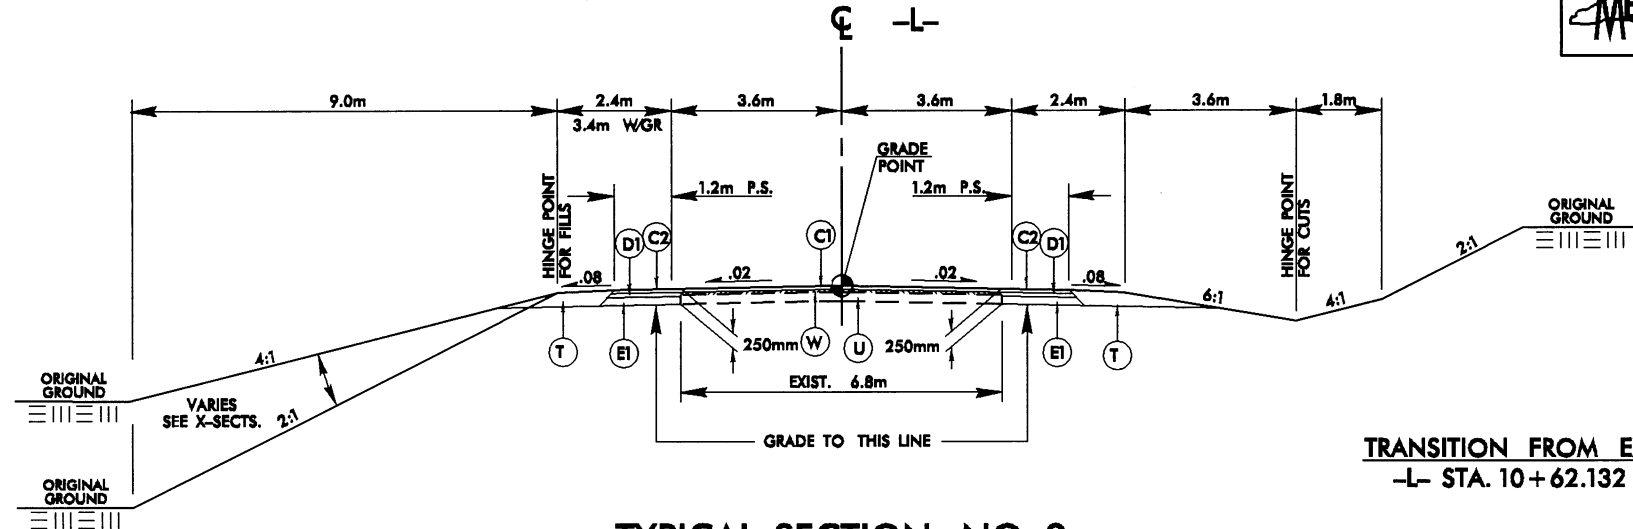 ℄ –L–
9.0m 2.4m 3.6m 3.6m 2.4m 3.6m 1.8m
3.4m W/GR
GRADE
POINT
1.2m P.S. 1.2m P.S.
HINGE POINT
FOR FILLS
HINGE POINT
FOR CUTS
ORIGINAL
GROUND
D1 C2 C1 C2 D1
2:1
.08 .02 .02 .08
6:1 4:1
4:1
T E1 250mm W U 250mm E1 T
EXIST. 6.8m
ORIGINAL
GROUND
VARIES
SEE X–SECTS.
2:1
GRADE TO THIS LINE
TRANSITION FROM E
–L– STA. 10+62.132
ORIGINAL
GROUND